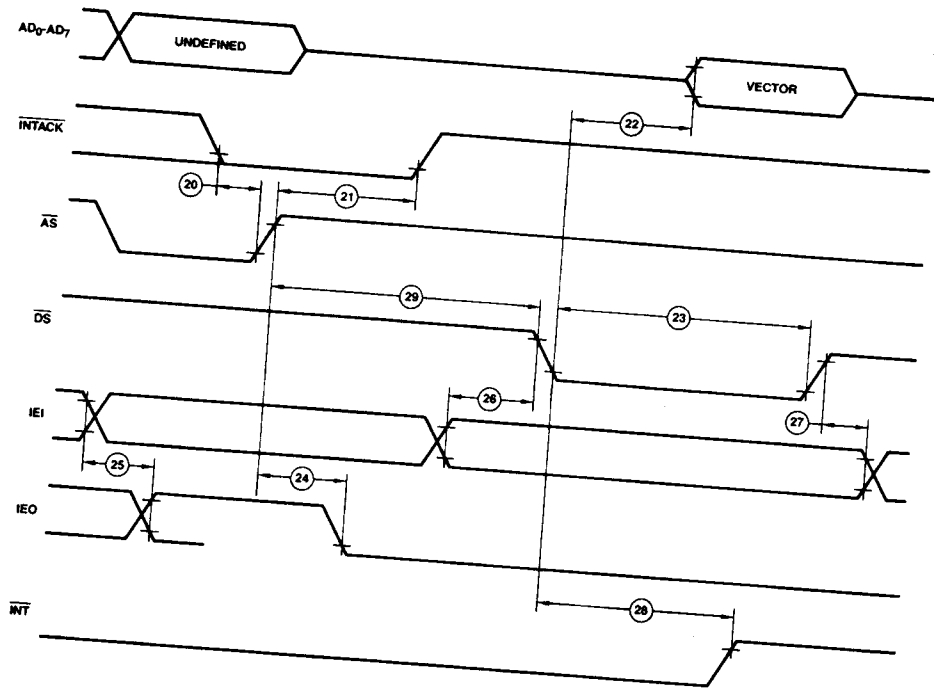 AD0-AD7
UNDEFINED
VECTOR
INTACK
22
20
21
AS
29
DS
23
26
IEI
27
25
24
IEO
28
INT